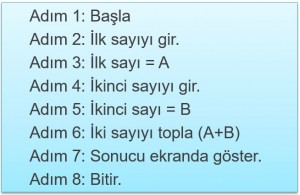 Adım 1: Başla
Adım 2: İlk sayıyı gir.
Adım 3: İlk sayı = A
Adım 4: İkinci sayıyı gir.
Adım 5: İkinci sayı = B
Adım 6: İki sayıyı topla (A+B)
Adım 7: Sonucu ekranda göster.
Adım 8: Bitir.